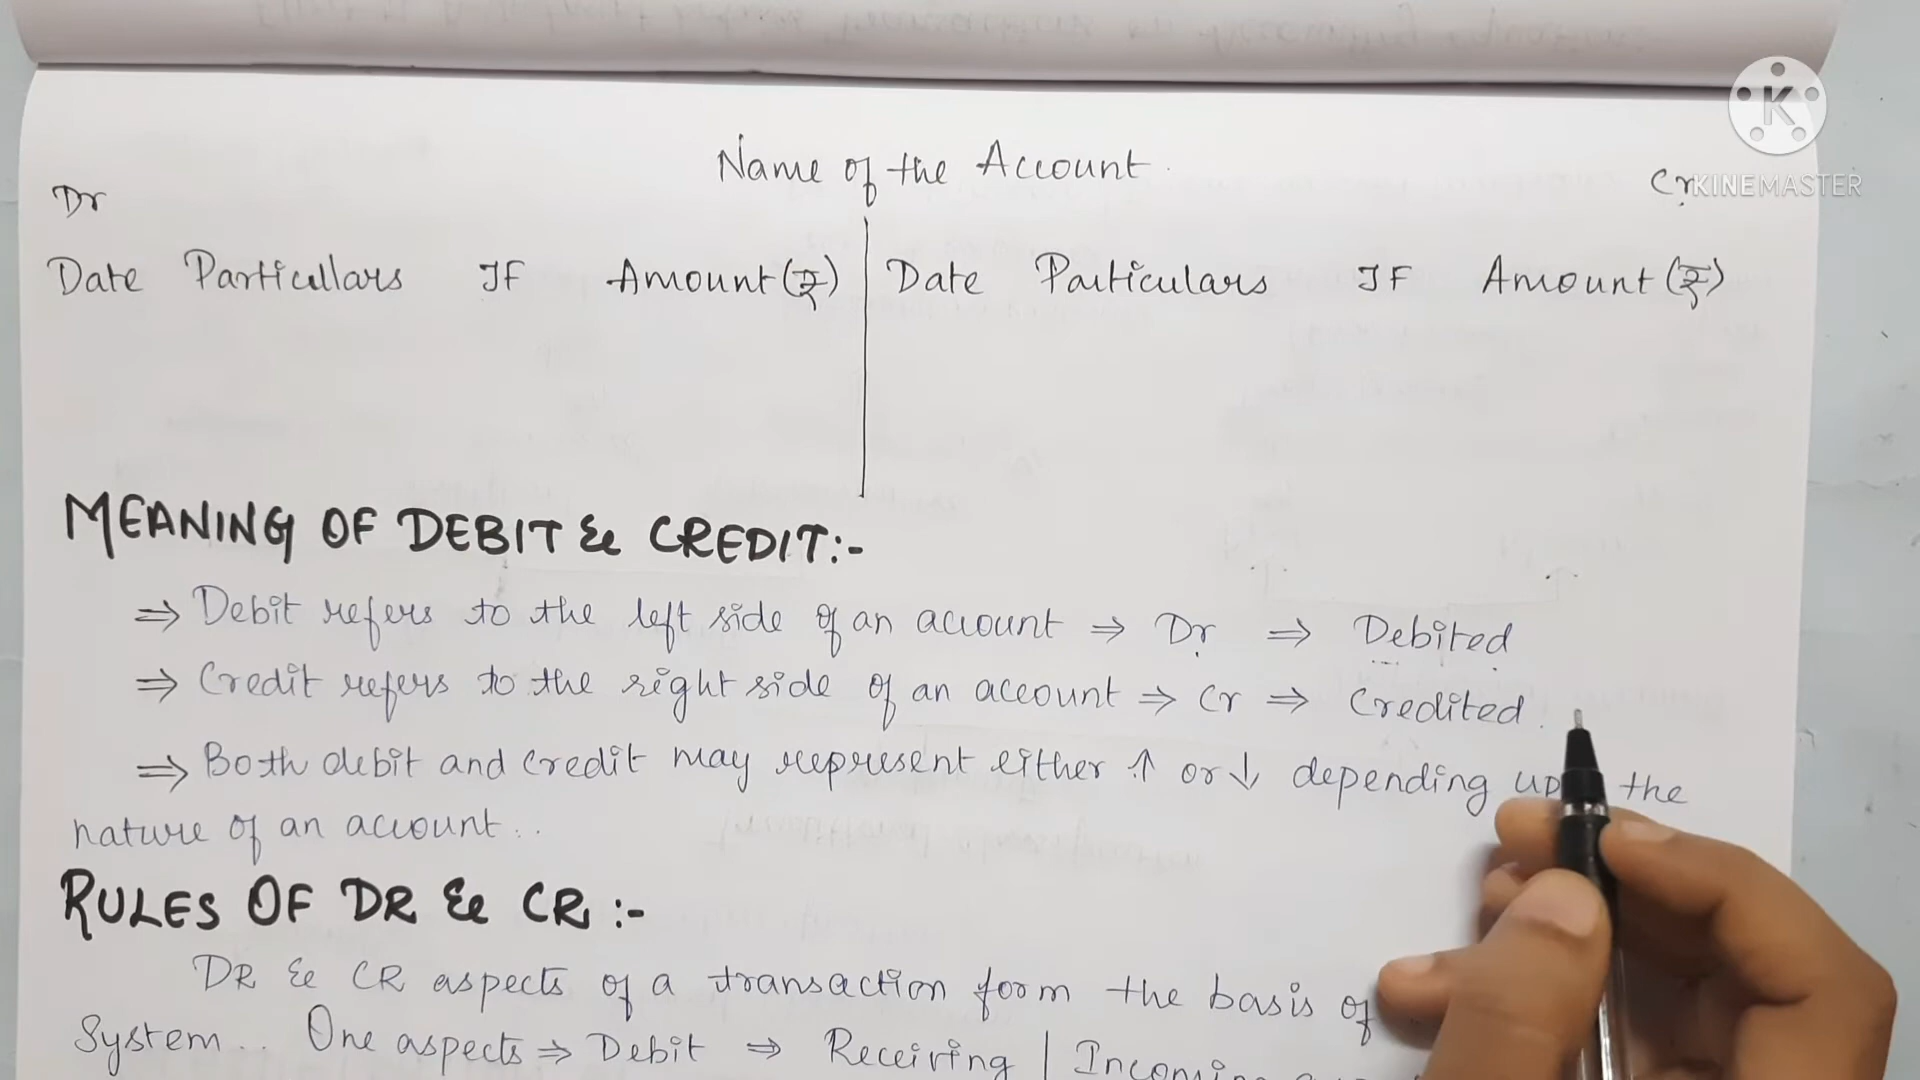 Name of the Account.
Dr
Cr
KINEMASTER
Date Particullars JF Amount (₹) Date Particulars JF Amount (₹)
MEANING OF DEBIT & CREDIT:-
⇒ Debit refers to the left side of an account ⇒ Dr ⇒ Debited
⇒ Credit refers to the right side of an account ⇒ Cr ⇒ Credited.
⇒ Both debit and credit may represent either ↑ or ↓ depending the
nature of an account..
RULES OF DR & CR :-
DR & CR aspects of a transaction form the basis of
System.. One aspects ⇒ Debit ⇒ Receiving |